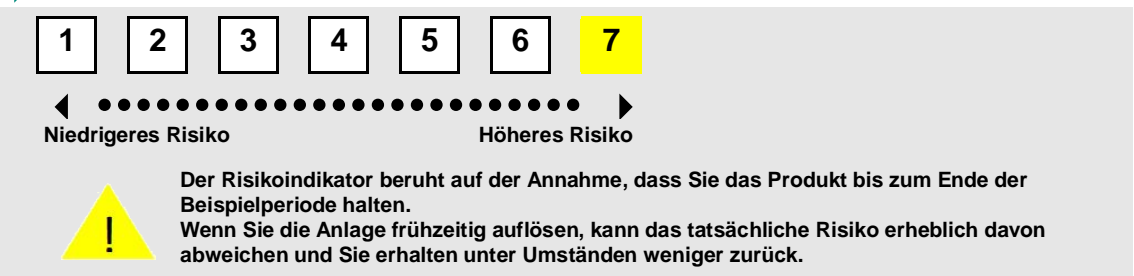 1 2 3 4 5 6 7
Niedrigeres Risiko Höheres Risiko
Der Risikoindikator beruht auf der Annahme, dass Sie das Produkt bis zum Ende der
Beispielperiode halten.
Wenn Sie die Anlage frühzeitig auflösen, kann das tatsächliche Risiko erheblich davon
abweichen und Sie erhalten unter Umständen weniger zurück.
!